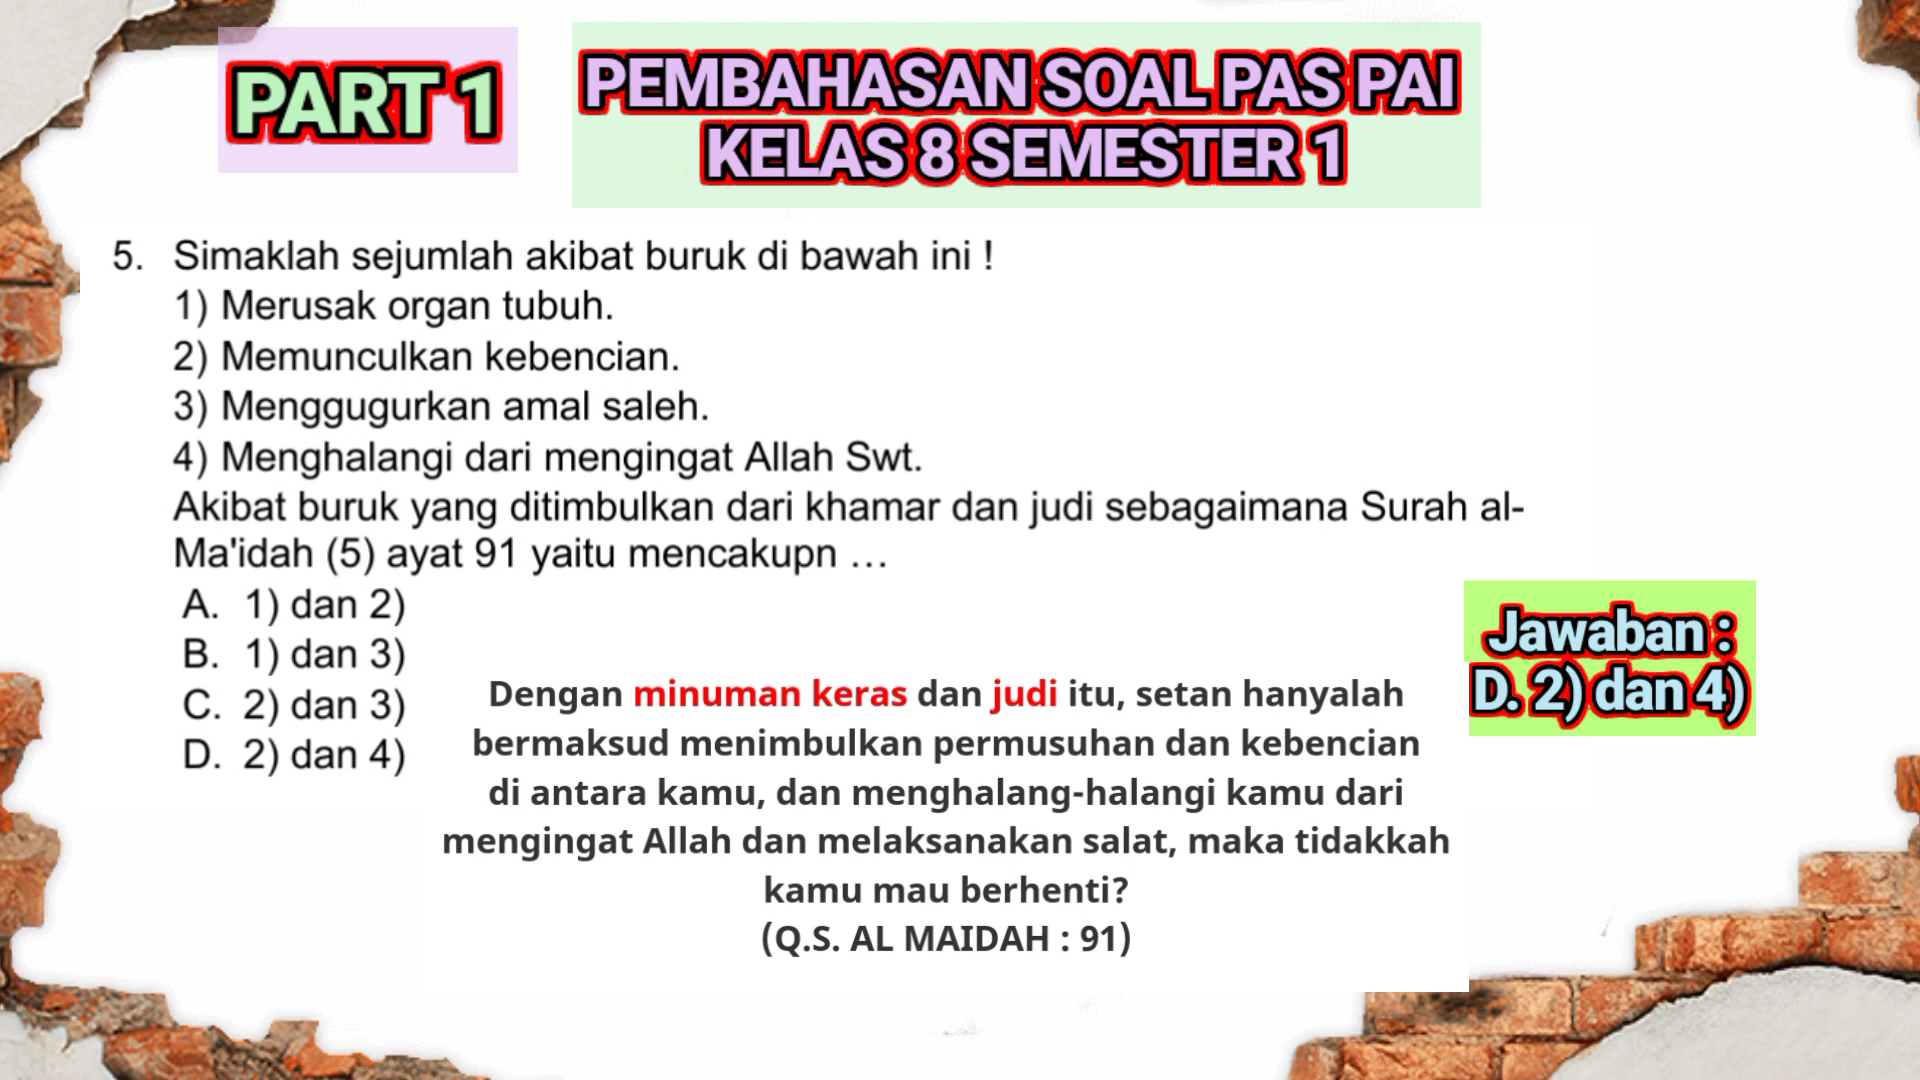 PART 1
PEMBAHASAN SOAL PAS PAI
KELAS 8 SEMESTER 1
5. Simaklah sejumlah akibat buruk di bawah ini !
1) Merusak organ tubuh.
2) Memunculkan kebencian.
3) Menggugurkan amal saleh.
4) Menghalangi dari mengingat Allah Swt.
Akibat buruk yang ditimbulkan dari khamar dan judi sebagaimana Surah al-
Ma'idah (5) ayat 91 yaitu mencakupn ...
A. 1) dan 2)
B. 1) dan 3)
C. 2) dan 3)
D. 2) dan 4)
Jawaban :
D. 2) dan 4)
Dengan minuman keras dan judi itu, setan hanyalah
bermaksud menimbulkan permusuhan dan kebencian
di antara kamu, dan menghalang-halangi kamu dari
mengingat Allah dan melaksanakan salat, maka tidakkah
kamu mau berhenti?
(Q.S. AL MAIDAH : 91)